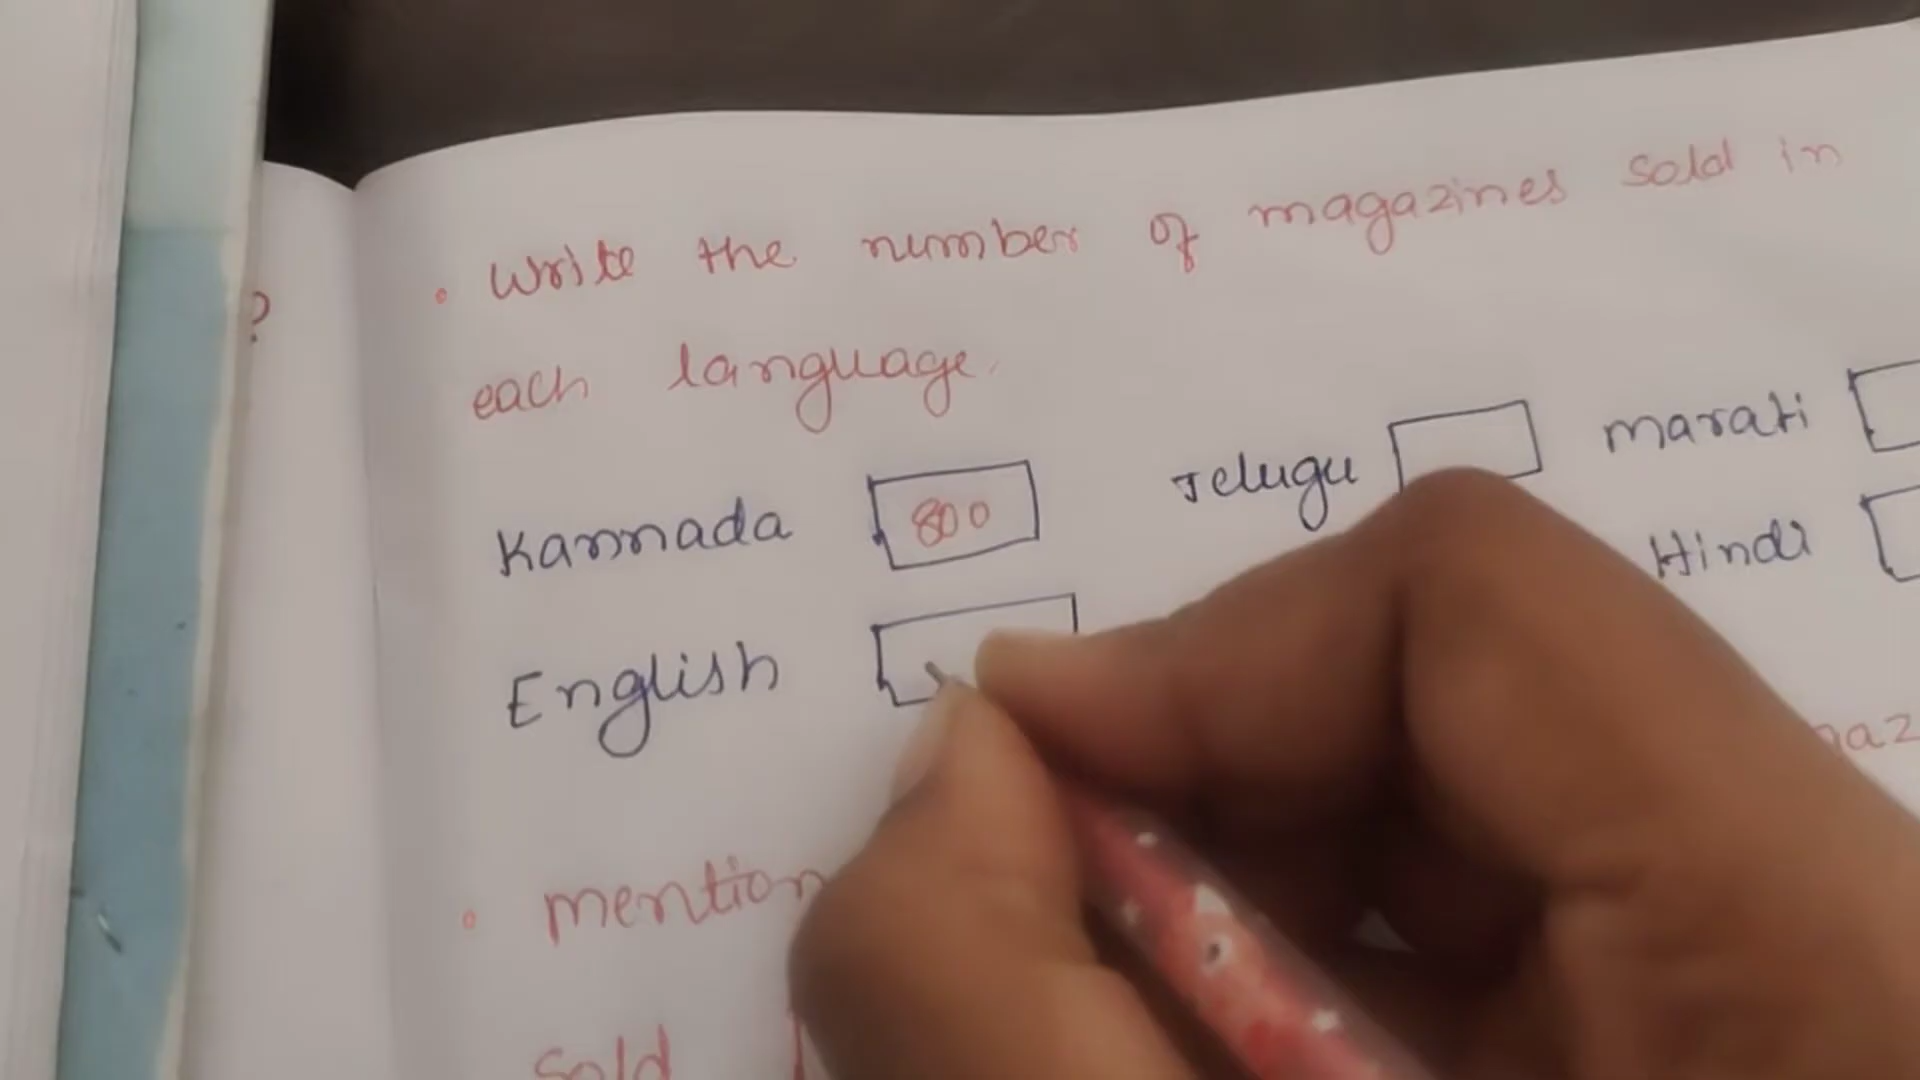 ?
. Write the number of magazines sold in
each language.
Kannada 800 Telugu marati
English Hindi
. mention
sold